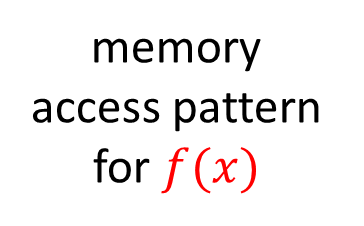 memory
access pattern
for f(x)